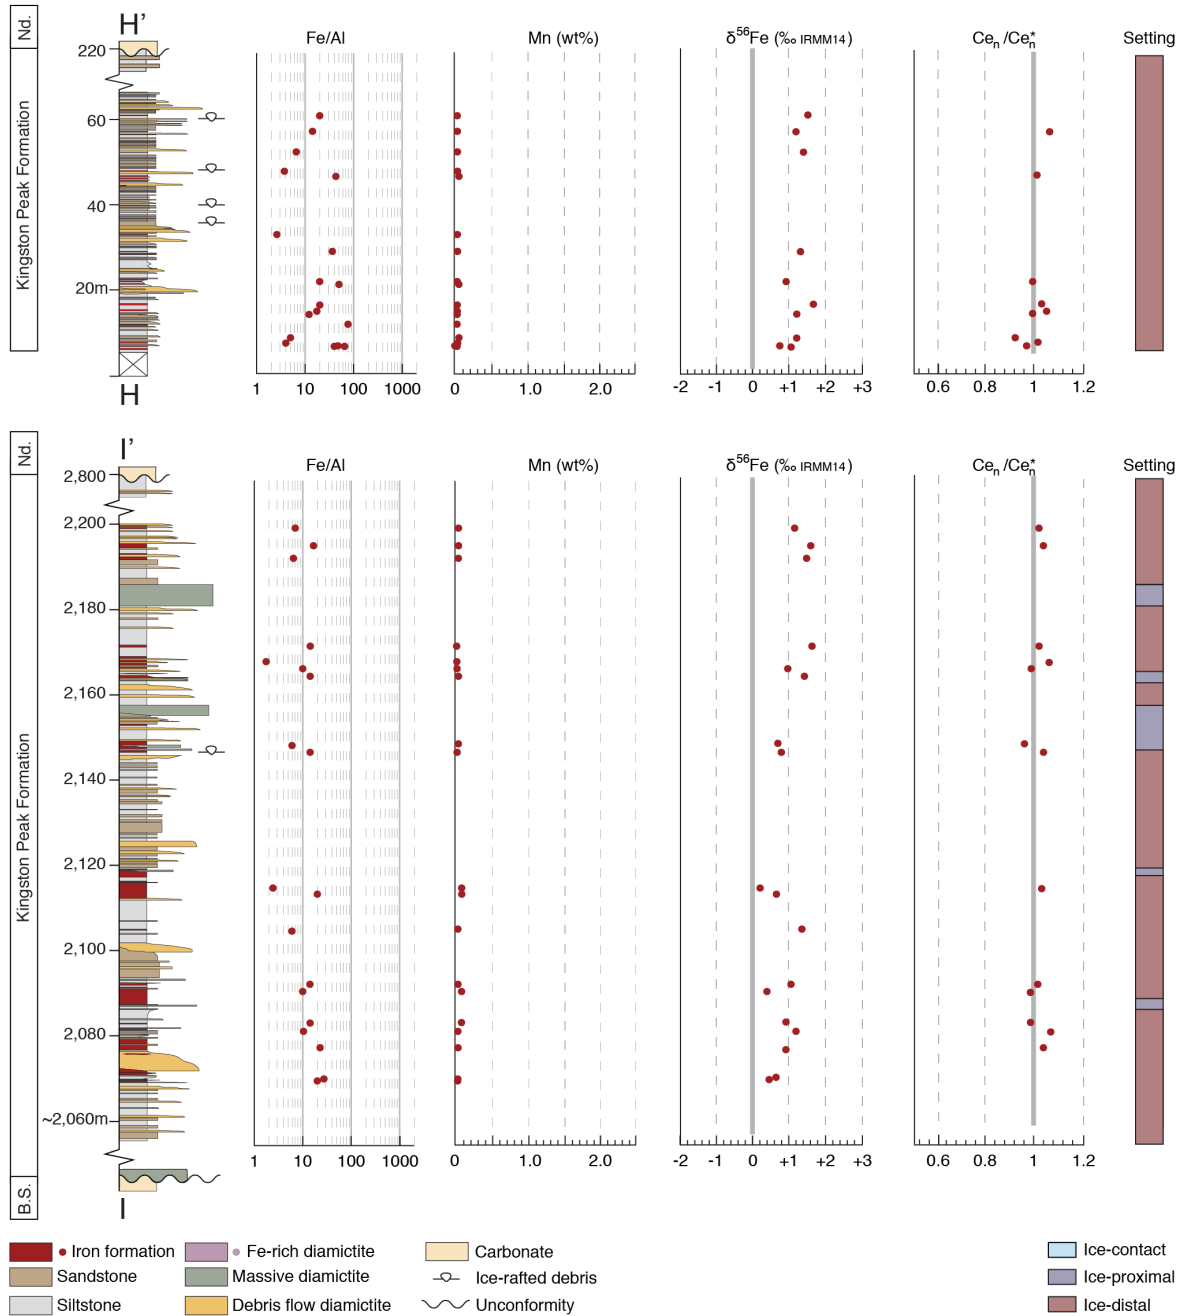 H’
Fe/Al
Mn (wt%)
δ⁵⁶Fe (‰ IRMM14)
Ceₙ/Ceₙ*
Setting
Nd.
Kingston Peak Formation
220
60
40
20m
H
1 10 100 1000
0 1.0 2.0
-2 -1 0 +1 +2 +3
0.6 0.8 1 1.2
I’
Fe/Al
Mn (wt%)
δ⁵⁶Fe (‰ IRMM14)
Ceₙ/Ceₙ*
Setting
Nd.
Kingston Peak Formation
B.S.
2,800
2,200
2,180
2,160
2,140
2,120
2,100
2,080
~2,060m
I
1 10 100 1000
0 1.0 2.0
-2 -1 0 +1 +2 +3
0.6 0.8 1 1.2
Iron formation
Fe-rich diamictite
Carbonate
Ice-contact
Sandstone
Massive diamictite
Ice-rafted debris
Ice-proximal
Siltstone
Debris flow diamictite
Unconformity
Ice-distal